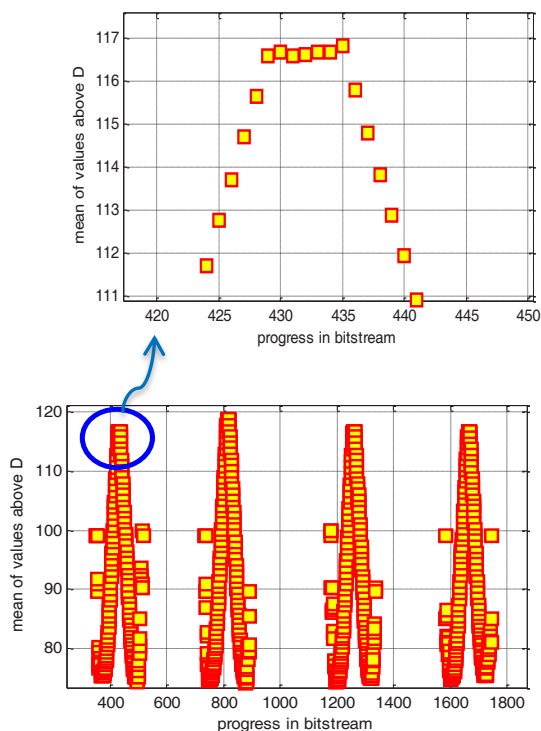 117
116
115
114
113
112
111
mean of values above D
420 425 430 435 440 445 450
progress in bitstream
120
110
100
90
80
mean of values above D
400 600 800 1000 1200 1400 1600 1800
progress in bitstream